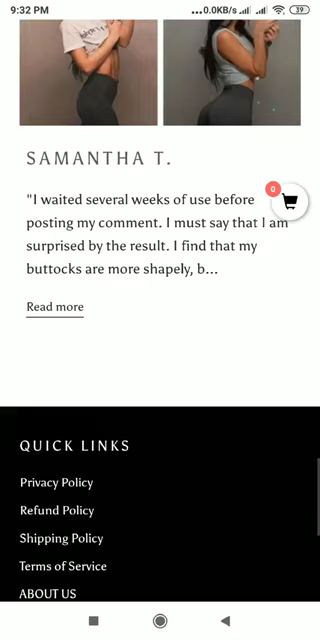 9:32 PM
...0.0KB/s
39
SAMANTHA T.
0
"I waited several weeks of use before
posting my comment. I must say that I am
surprised by the result. I find that my
buttocks are more shapely, b...
Read more
QUICK LINKS
Privacy Policy
Refund Policy
Shipping Policy
Terms of Service
ABOUT US